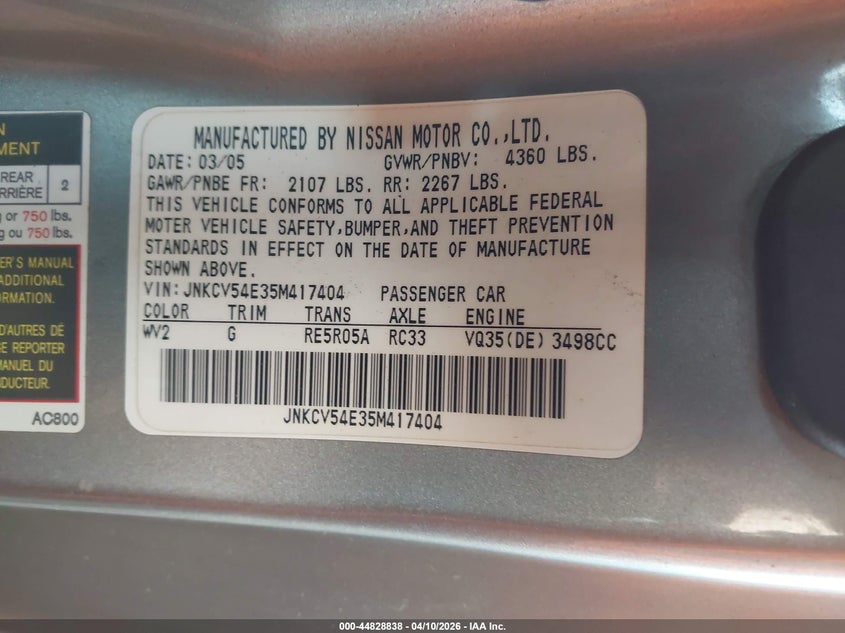 N
MENT
REAR
RRIÈRE
2
g or 750 lbs.
g ou 750 lbs.
ER'S MANUAL
ADDITIONAL
ORMATION.
D'AUTRES DE
SE REPORTER
MANUEL DU
DUCTEUR.
AC800
MANUFACTURED BY NISSAN MOTOR CO.,LTD.
DATE: 03/05 GVWR/PNBV: 4360 LBS.
GAWR/PNBE FR: 2107 LBS. RR: 2267 LBS.
THIS VEHICLE CONFORMS TO ALL APPLICABLE FEDERAL
MOTER VEHICLE SAFETY,BUMPER,AND THEFT PREVENTION
STANDARDS IN EFFECT ON THE DATE OF MANUFACTURE
SHOWN ABOVE.
VIN:JNKCV54E35M417404 PASSENGER CAR
COLOR TRIM TRANS AXLE ENGINE
WV2 G RE5R05A RC33 VQ35(DE) 3498CC
JNKCV54E35M417404
000-44828838 - 04/10/2026 - IAA Inc.